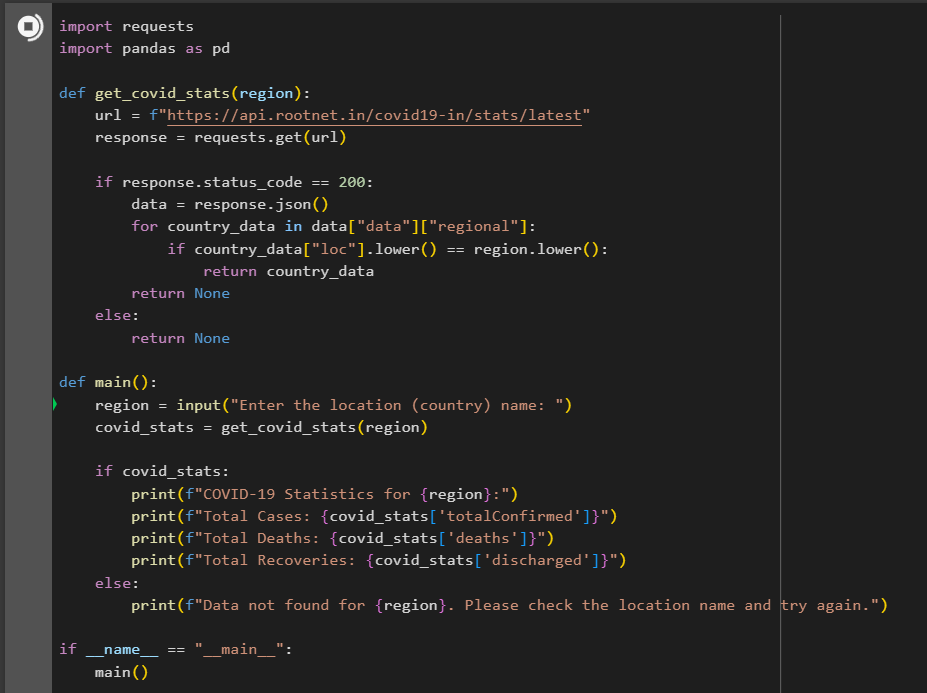 import requests
import pandas as pd
def get_covid_stats(region):
    url = f"https://api.rootnet.in/covid19-in/stats/latest"
    response = requests.get(url)
    if response.status_code == 200:
        data = response.json()
        for country_data in data["data"]["regional"]:
            if country_data["loc"].lower() == region.lower():
                return country_data
        return None
    else:
        return None
def main():
    region = input("Enter the location (country) name: ")
    covid_stats = get_covid_stats(region)
    if covid_stats:
        print(f"COVID-19 Statistics for {region}:")
        print(f"Total Cases: {covid_stats['totalConfirmed']}")
        print(f"Total Deaths: {covid_stats['deaths']}")
        print(f"Total Recoveries: {covid_stats['discharged']}")
    else:
        print(f"Data not found for {region}. Please check the location name and try again.")
if __name__ == "__main__":
    main()